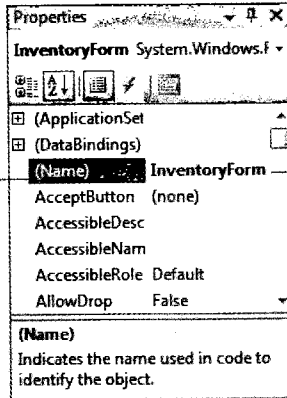 Properties
InventoryForm System.Windows.F
(ApplicationSet
(DataBindings)
(Name) InventoryForm
AcceptButton (none)
AccessibleDesc
AccessibleNam
AccessibleRole Default
AllowDrop False
(Name)
Indicates the name used in code to
identify the object.